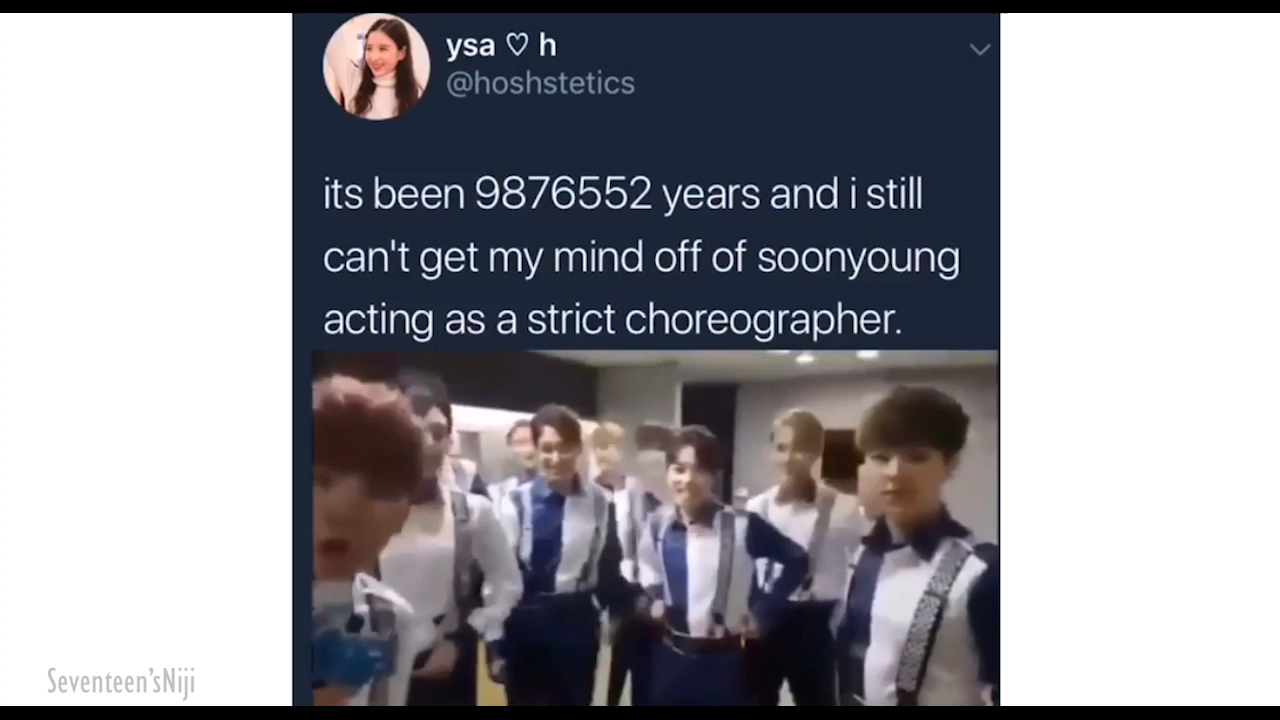 ysa ♡ h
@hoshstetics
its been 9876552 years and i still
can't get my mind off of soonyoung
acting as a strict choreographer.
Seventeen'sNiji